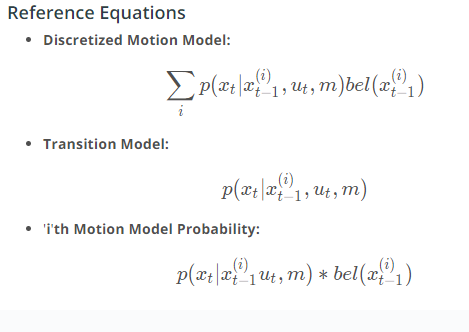 Reference Equations
• Discretized Motion Model:
$$\sum_{i} p(x_t|x_{t-1}^{(i)}, u_t, m)bel(x_{t-1}^{(i)})$$
• Transition Model:
$$p(x_t|x_{t-1}^{(i)}, u_t, m)$$
• 'i'th Motion Model Probability:
$$p(x_t|x_{t-1}^{(i)} u_t, m) * bel(x_{t-1}^{(i)})$$